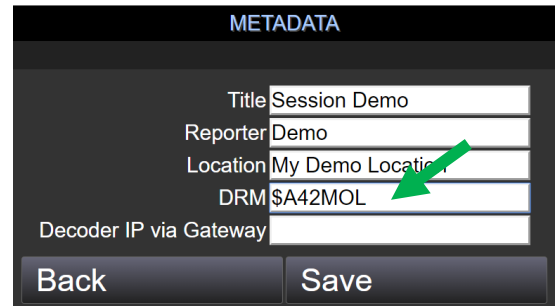 METADATA
Title Session Demo
Reporter Demo
Location My Demo Location
DRM $A42MOL
Decoder IP via Gateway
Back Save